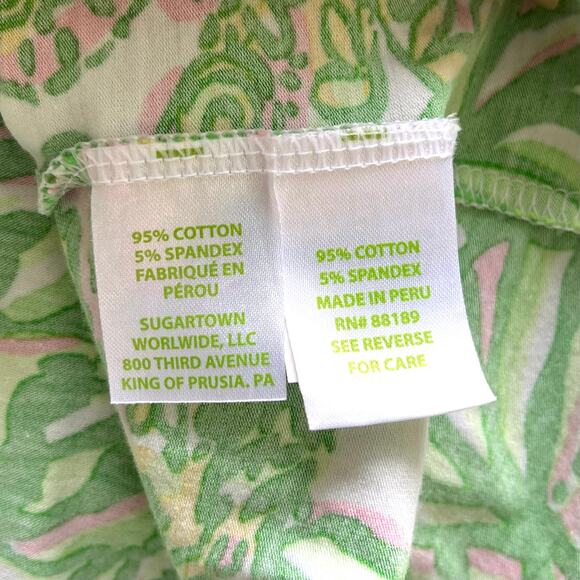 95% COTTON
5% SPANDEX
FABRIQUÉ EN
PÉROU
SUGARTOWN
WORLWIDE, LLC
800 THIRD AVENUE
KING OF PRUSIA. PA
95% COTTON
5% SPANDEX
MADE IN PERU
RN# 88189
SEE REVERSE
FOR CARE